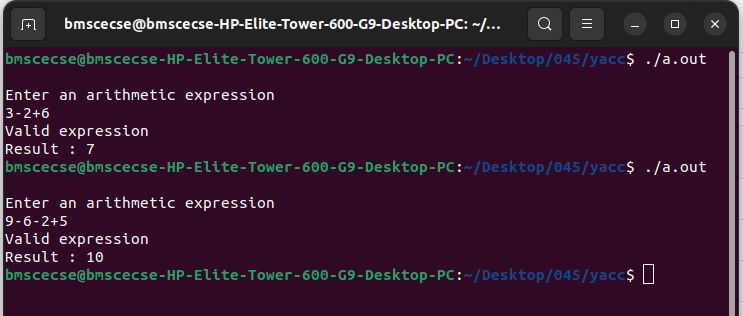 bmscecse@bmscecse-HP-Elite-Tower-600-G9-Desktop-PC: ~/...
bmscecse@bmscecse-HP-Elite-Tower-600-G9-Desktop-PC:~/Desktop/045/yacc$ ./a.out
Enter an arithmetic expression
3-2+6
Valid expression
Result : 7
bmscecse@bmscecse-HP-Elite-Tower-600-G9-Desktop-PC:~/Desktop/045/yacc$ ./a.out
Enter an arithmetic expression
9-6-2+5
Valid expression
Result : 10
bmscecse@bmscecse-HP-Elite-Tower-600-G9-Desktop-PC:~/Desktop/045/yacc$